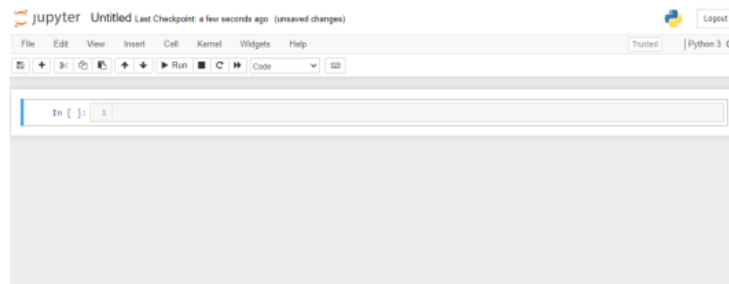 jupyter Untitled Last Checkpoint: a few seconds ago (unsaved changes) Logout
File Edit View Insert Cell Kernel Widgets Help Trusted Python 3
Run Code
In [ ]: 1